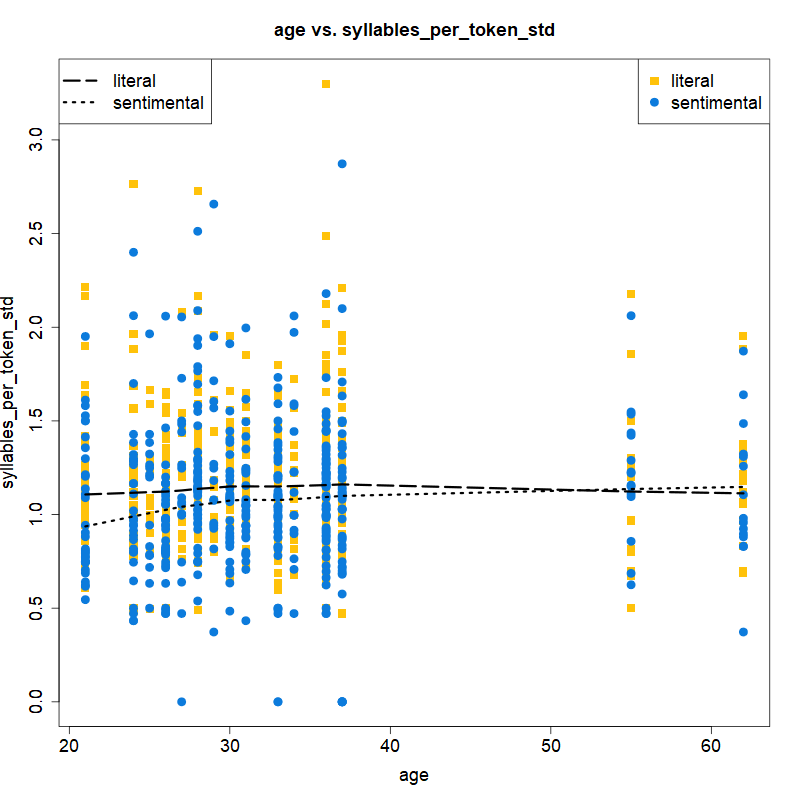 age vs. syllables_per_token_std
literal
sentimental
literal
sentimental
syllables_per_token_std
3.0
2.5
2.0
1.5
1.0
0.5
0.0
20 30 40 50 60
age